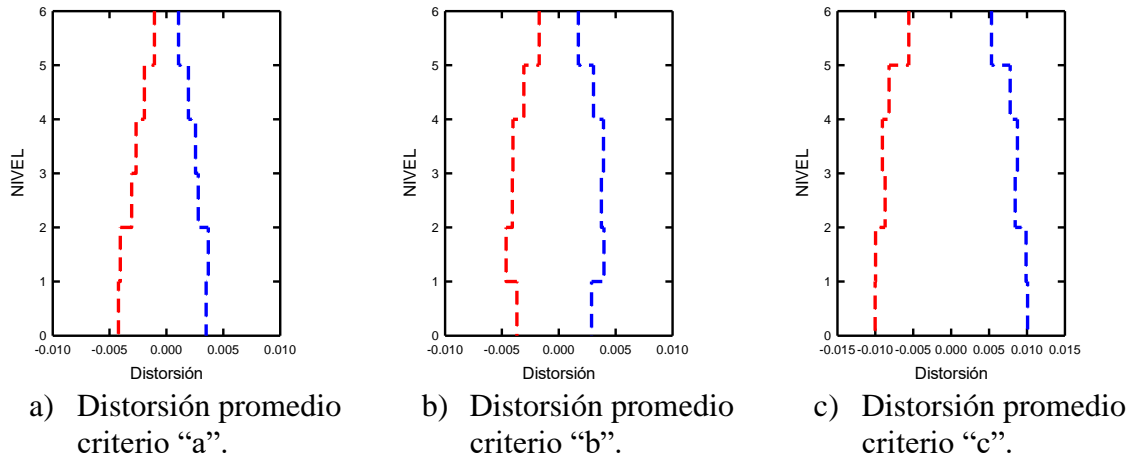 6
5
4
3
2
1
0
NIVEL
-0.010 -0.005 0.000 0.005 0.010
Distorsión
a) Distorsión promedio
criterio “a”.
6
5
4
3
2
1
0
NIVEL
-0.010 -0.005 0.000 0.005 0.010
Distorsión
b) Distorsión promedio
criterio “b”.
6
5
4
3
2
1
0
NIVEL
-0.015 -0.010 -0.005 0.000 0.005 0.010 0.015
Distorsión
c) Distorsión promedio
criterio “c”.